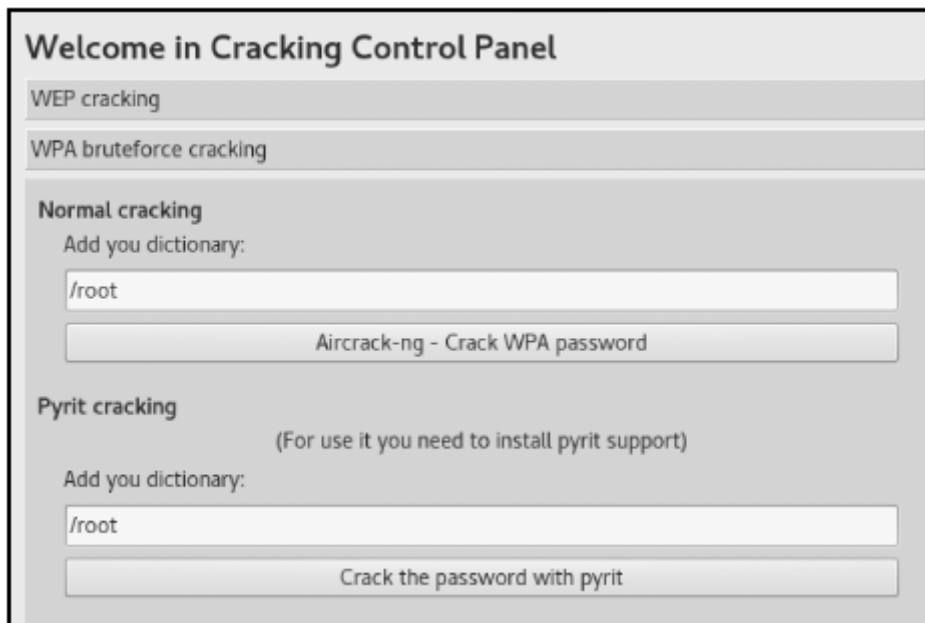 Welcome in Cracking Control Panel
WEP cracking
WPA bruteforce cracking
Normal cracking
Add you dictionary:
/root
Aircrack-ng - Crack WPA password
Pyrit cracking
(For use it you need to install pyrit support)
Add you dictionary:
/root
Crack the password with pyrit